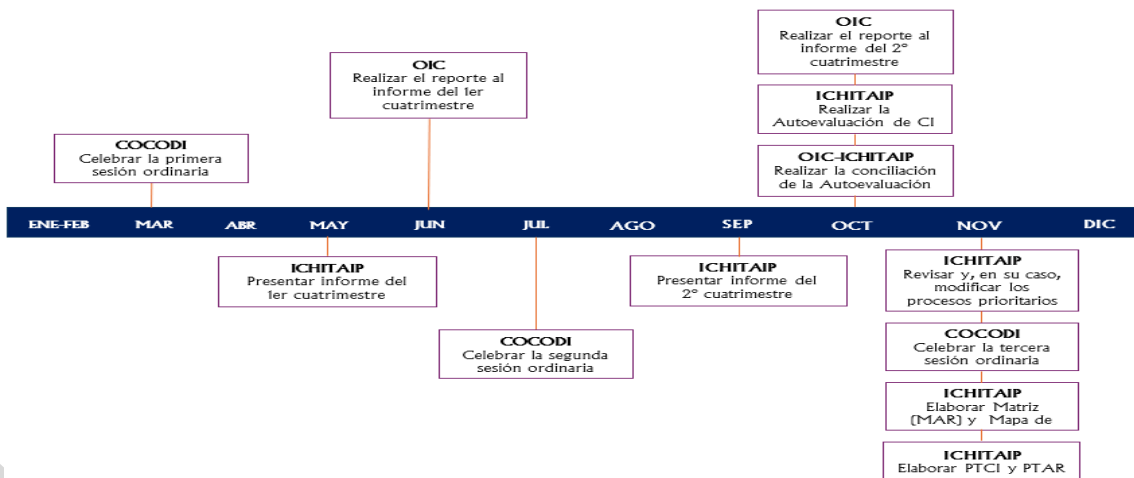 OIC
Realizar el reporte al
informe del 2°
cuatrimestre
OIC
Realizar el reporte al
informe del 1er
cuatrimestre
ICHITAIP
Realizar la
Autoevaluación de CI
COCODI
Celebrar la primera
sesión ordinaria
OIC-ICHITAIP
Realizar la conciliación
de la Autoevaluación
ENE-FEB MAR ABR MAY JUN JUL AGO SEP OCT NOV DIC
ICHITAIP
Presentar informe del
1er cuatrimestre
ICHITAIP
Presentar informe del
2° cuatrimestre
ICHITAIP
Revisar y, en su caso,
modificar los
procesos prioritarios
COCODI
Celebrar la segunda
sesión ordinaria
COCODI
Celebrar la tercera
sesión ordinaria
ICHITAIP
Elaborar Matriz
(MAR) y Mapa de
ICHITAIP
Elaborar PTCI y PTAR